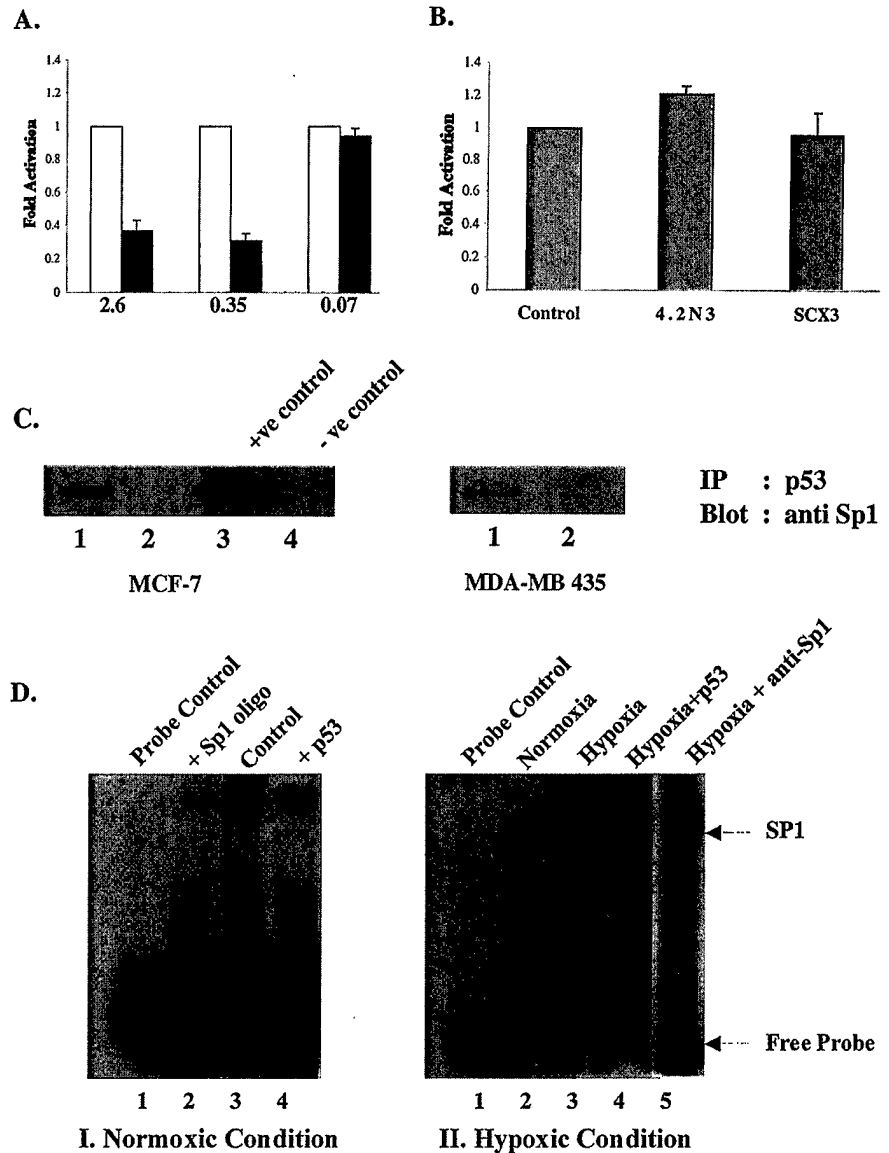 A.
1.4
1.2
1
0.8
0.6
0.4
0.2
0
Fold Activation
2.6 0.35 0.07
B.
1.4
1.2
1
0.8
0.6
0.4
0.2
0
Fold Activation
Control 4.2N3 SCX3
C.
+ve control
- ve control
1 2 3 4
MCF-7
1 2
MDA-MB 435
IP : p53
Blot : anti Sp1
D.
Probe Control
+ Sp1 oligo
Control
+ p53
1 2 3 4
I. Normoxic Condition
Probe Control
Normoxia
Hypoxia
Hypoxia+p53
Hypoxia + anti-Sp1
SP1
Free Probe
1 2 3 4 5
II. Hypoxic Condition